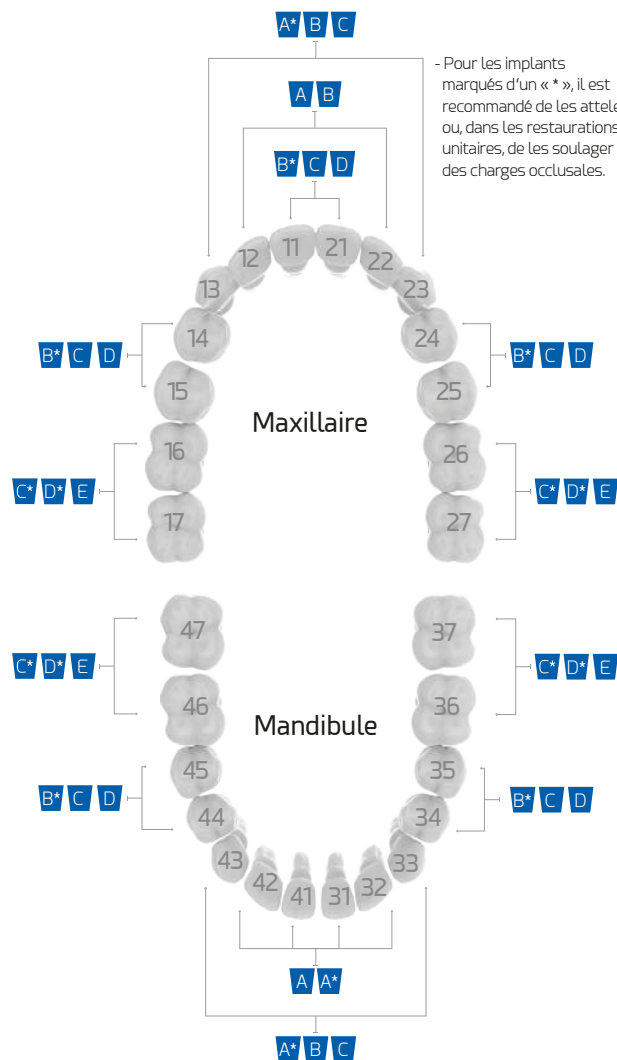 A* B C
- Pour les implants
marqués d'un « * », il est
recommandé de les attele
ou, dans les restaurations
unitaires, de les soulager
des charges occlusales.
A B
B* C D
11 21
12 22
13 23
14 24
B* C D B* C D
15 25
Maxillaire
16 26
C* D* E C* D* E
17 27
47 37
C* D* E C* D* E
46 36
Mandibule
45 35
B* C D B* C D
44 34
43 33
42 32
41 31
A A*
A* B C